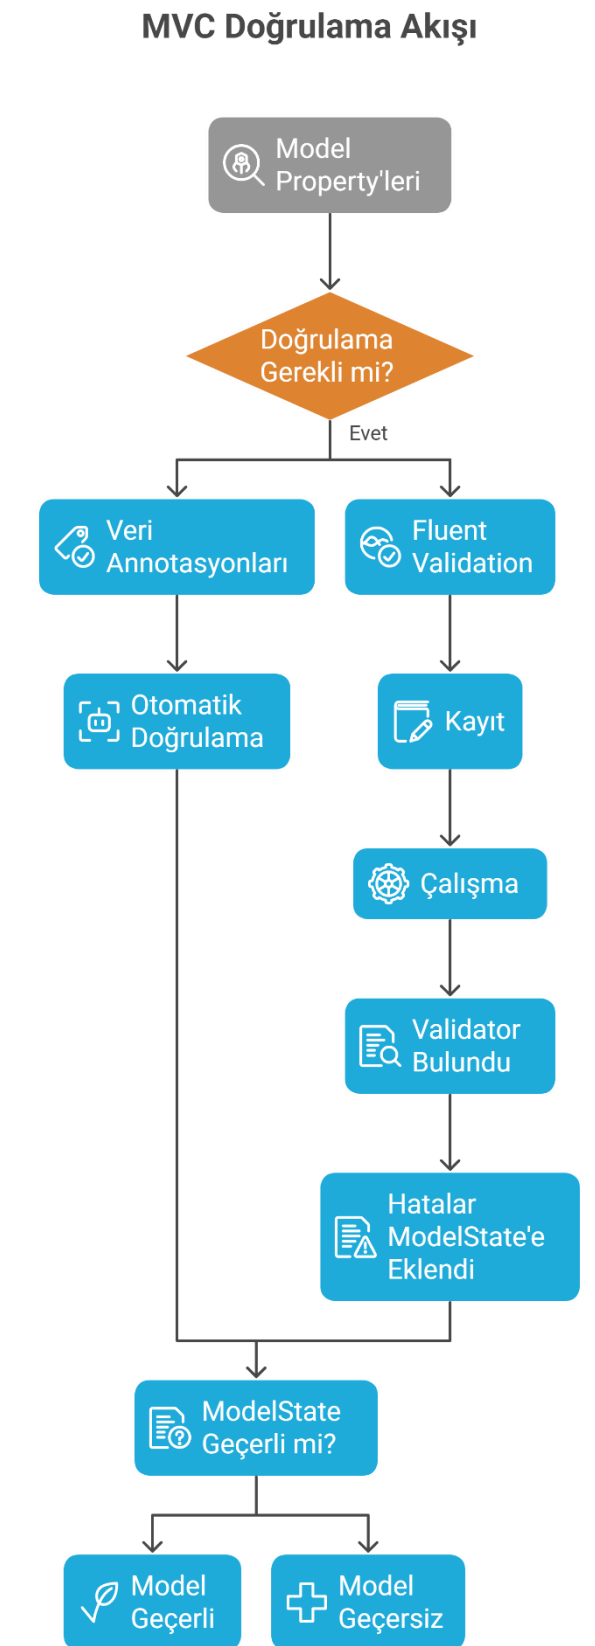 MVC Doğrulama Akışı
Model
Property'leri
Doğrulama
Gerekli mi?
Evet
Veri
Annotasyonları
Fluent
Validation
Otomatik
Doğrulama
Kayıt
Çalışma
Validator
Bulundu
Hatalar
ModelState'e
Eklendi
ModelState
Geçerli mi?
Model
Geçerli
Model
Geçersiz